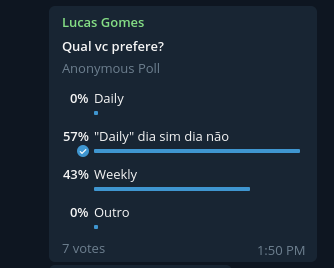 Lucas Gomes
Qual vc prefere?
Anonymous Poll
0% Daily
57% "Daily" dia sim dia não
43% Weekly
0% Outro
7 votes 1:50 PM